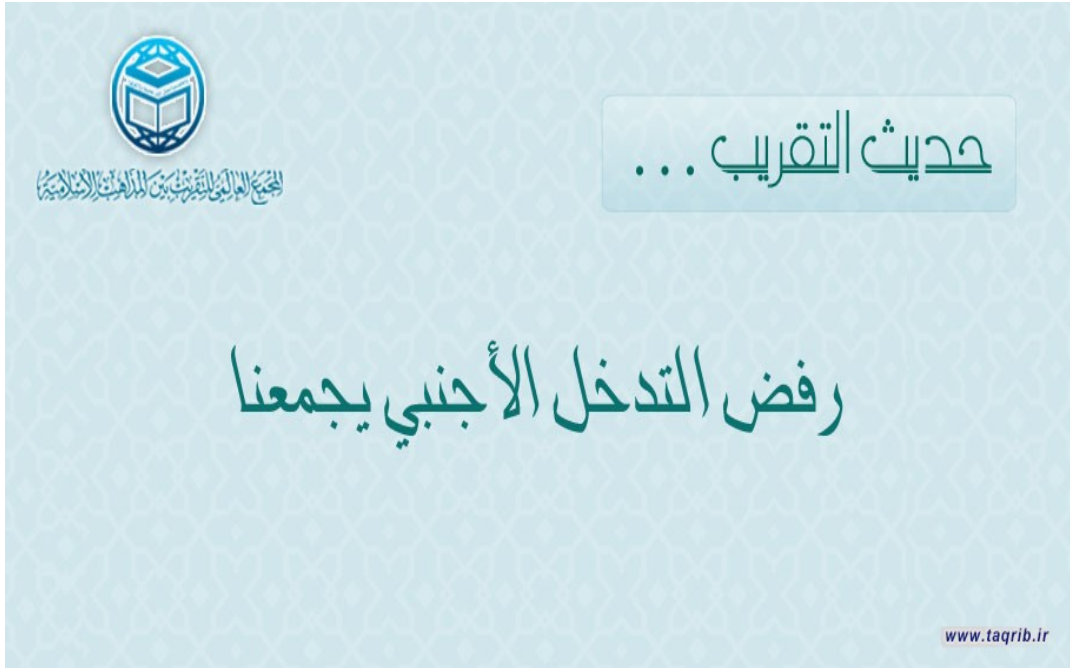 حديث التقريب ...
المجمع العالمي للتقريب بين المذاهب الإسلامية
رفض التدخل الأجنبي يجمعنا
www.taqrib.ir